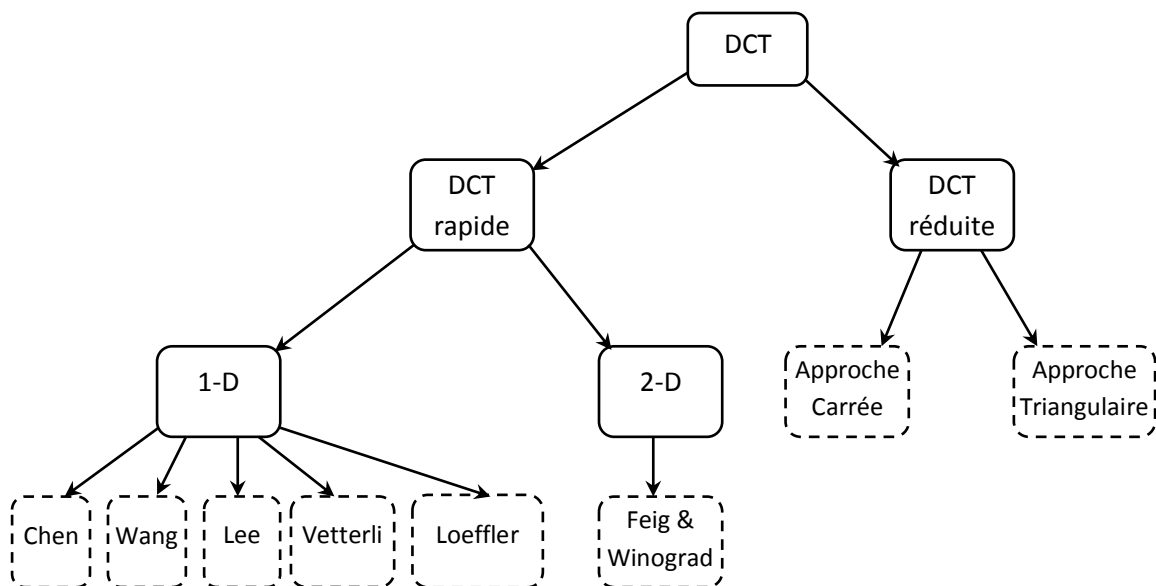 DCT
DCT
rapide
DCT
réduite
1-D
2-D
Approche
Carrée
Approche
Triangulaire
Chen
Wang
Lee
Vetterli
Loeffler
Feig &
Winograd